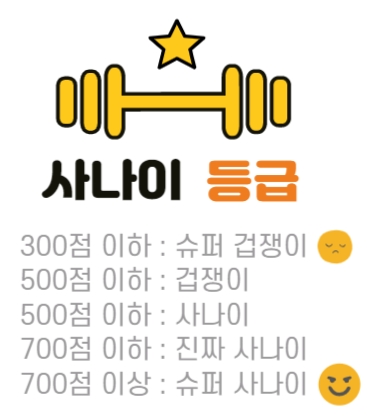 사나이 등급
300점 이하 : 슈퍼 겁쟁이
500점 이하 : 겁쟁이
500점 이하 : 사나이
700점 이하 : 진짜 사나이
700점 이상 : 슈퍼 사나이